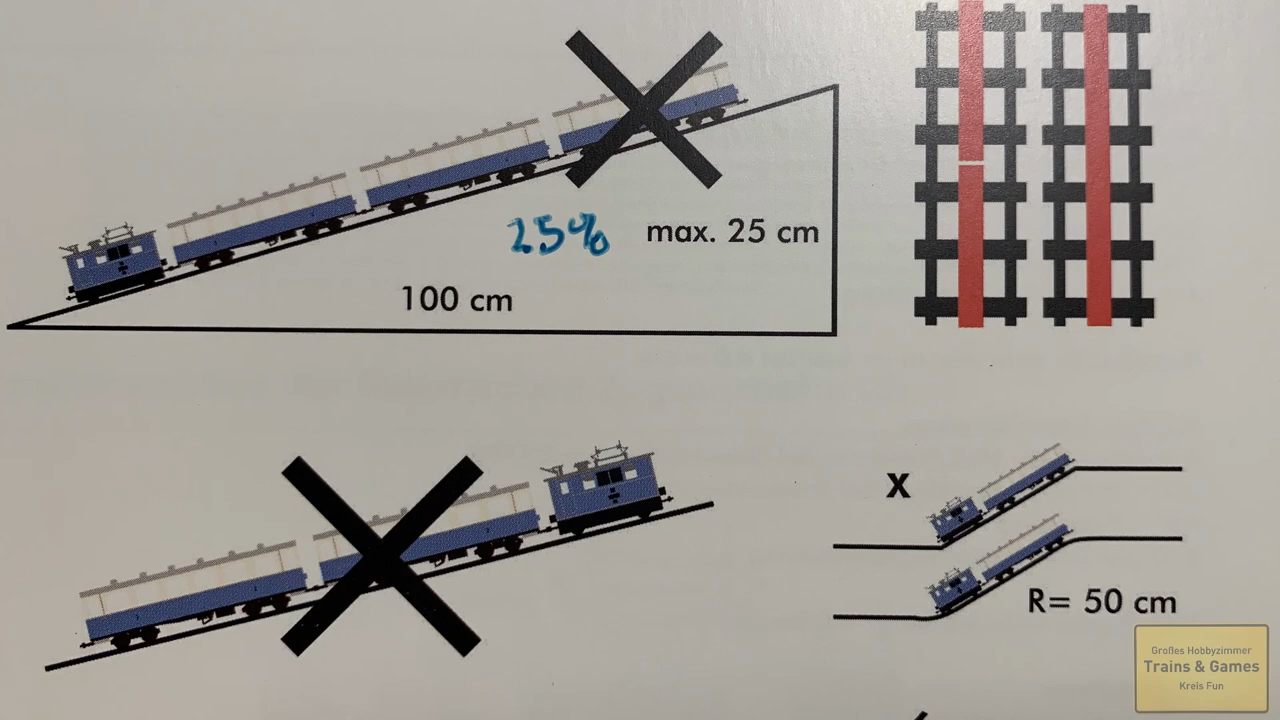 25%
max. 25 cm
100 cm
x
R= 50 cm
Großes Hobbyzimmer
Trains & Games
Kreis Fun